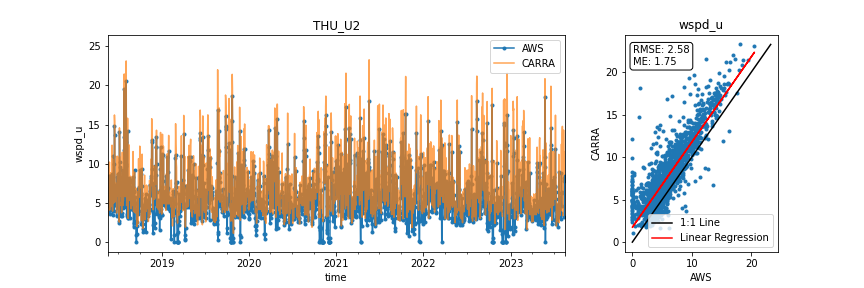 THU_U2
wspd_u
25
20
15
10
5
0
wspd_u
AWS
CARRA
2019
2020
2021
2022
2023
time
RMSE: 2.58
ME: 1.75
20
15
10
5
0
CARRA
1:1 Line
Linear Regression
0
10
20
AWS